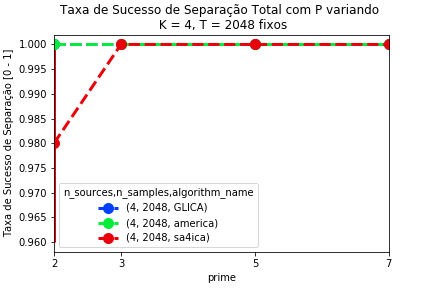 Taxa de Sucesso de Separação Total com P variando
K = 4, T = 2048 fixos
Taxa de Sucesso de Separação [0 - 1]
1.000
0.995
0.990
0.985
0.980
0.975
0.970
0.965
0.960
n_sources,n_samples,algorithm_name
(4, 2048, GLICA)
(4, 2048, america)
(4, 2048, sa4ica)
2 3 5 7
prime